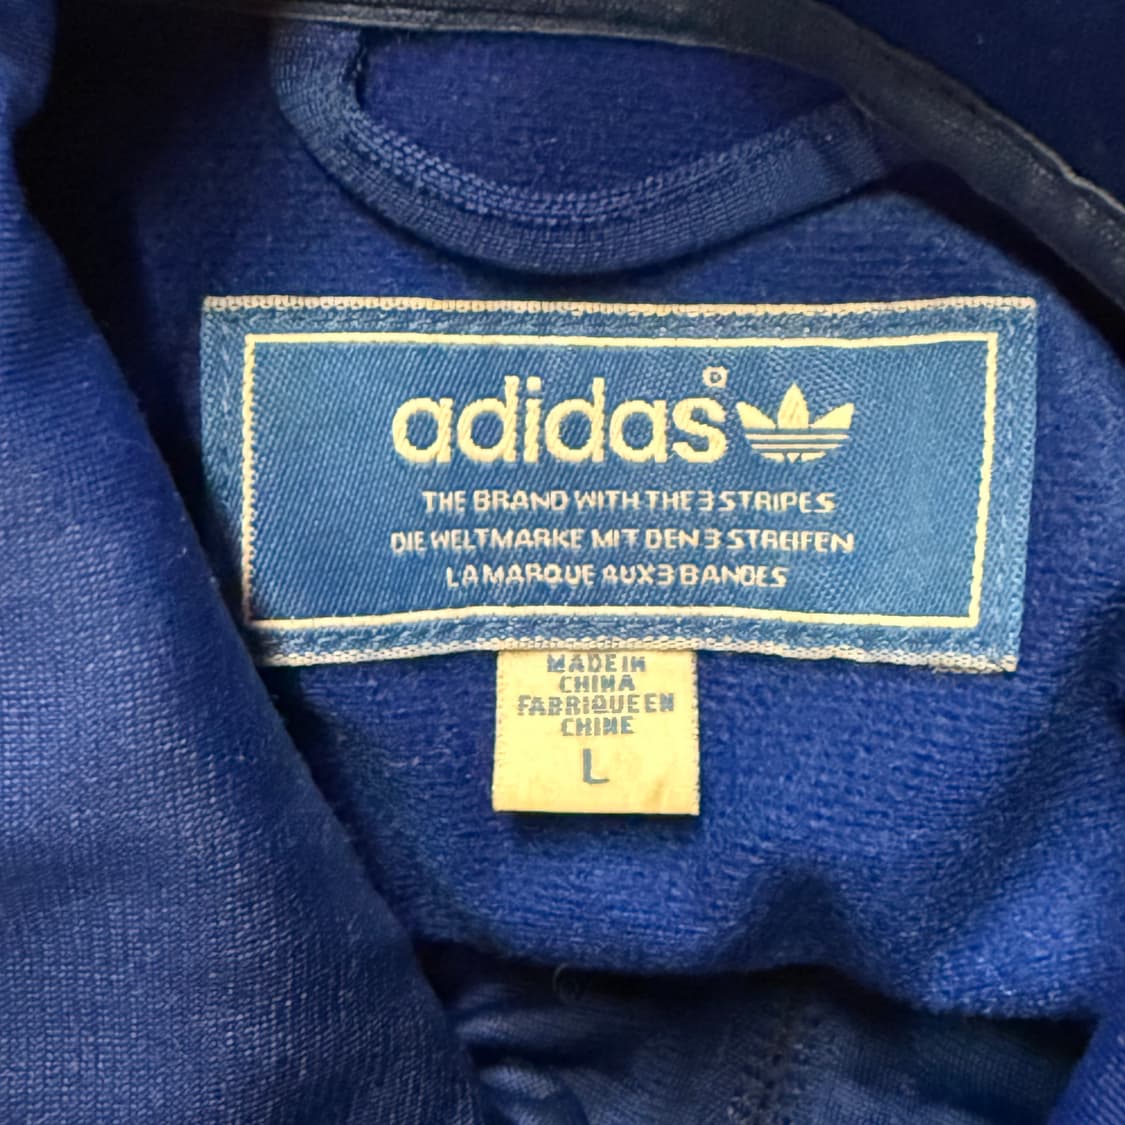 adidas®
THE BRAND WITH THE 3 STRIPES
DIE WELTMARKE MIT DEN 3 STREIFEN
LA MARQUE AUX 3 BANDES
MADE IN
CHINA
FABRIQUE EN
CHINE
L